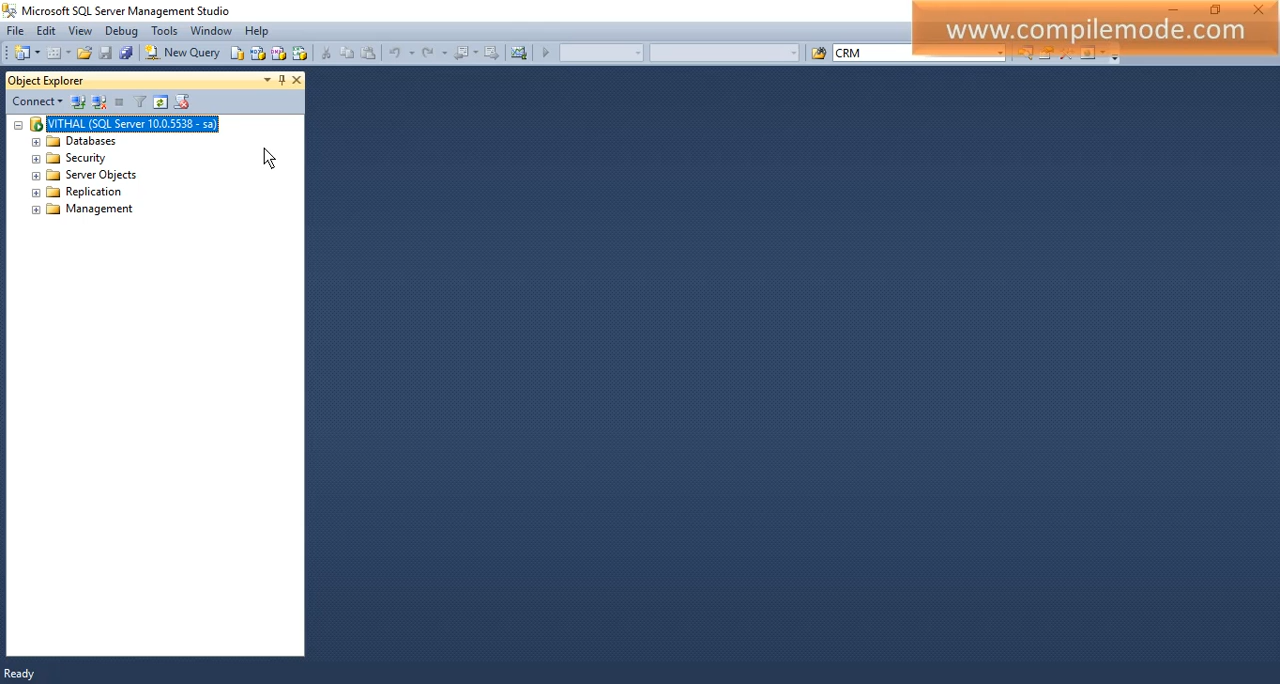 Microsoft SQL Server Management Studio
www.compilemode.com
File Edit View Debug Tools Window Help
New Query
CRM
Object Explorer
Connect
VITHAL (SQL Server 10.0.5538 - sa)
Databases
Security
Server Objects
Replication
Management
Ready